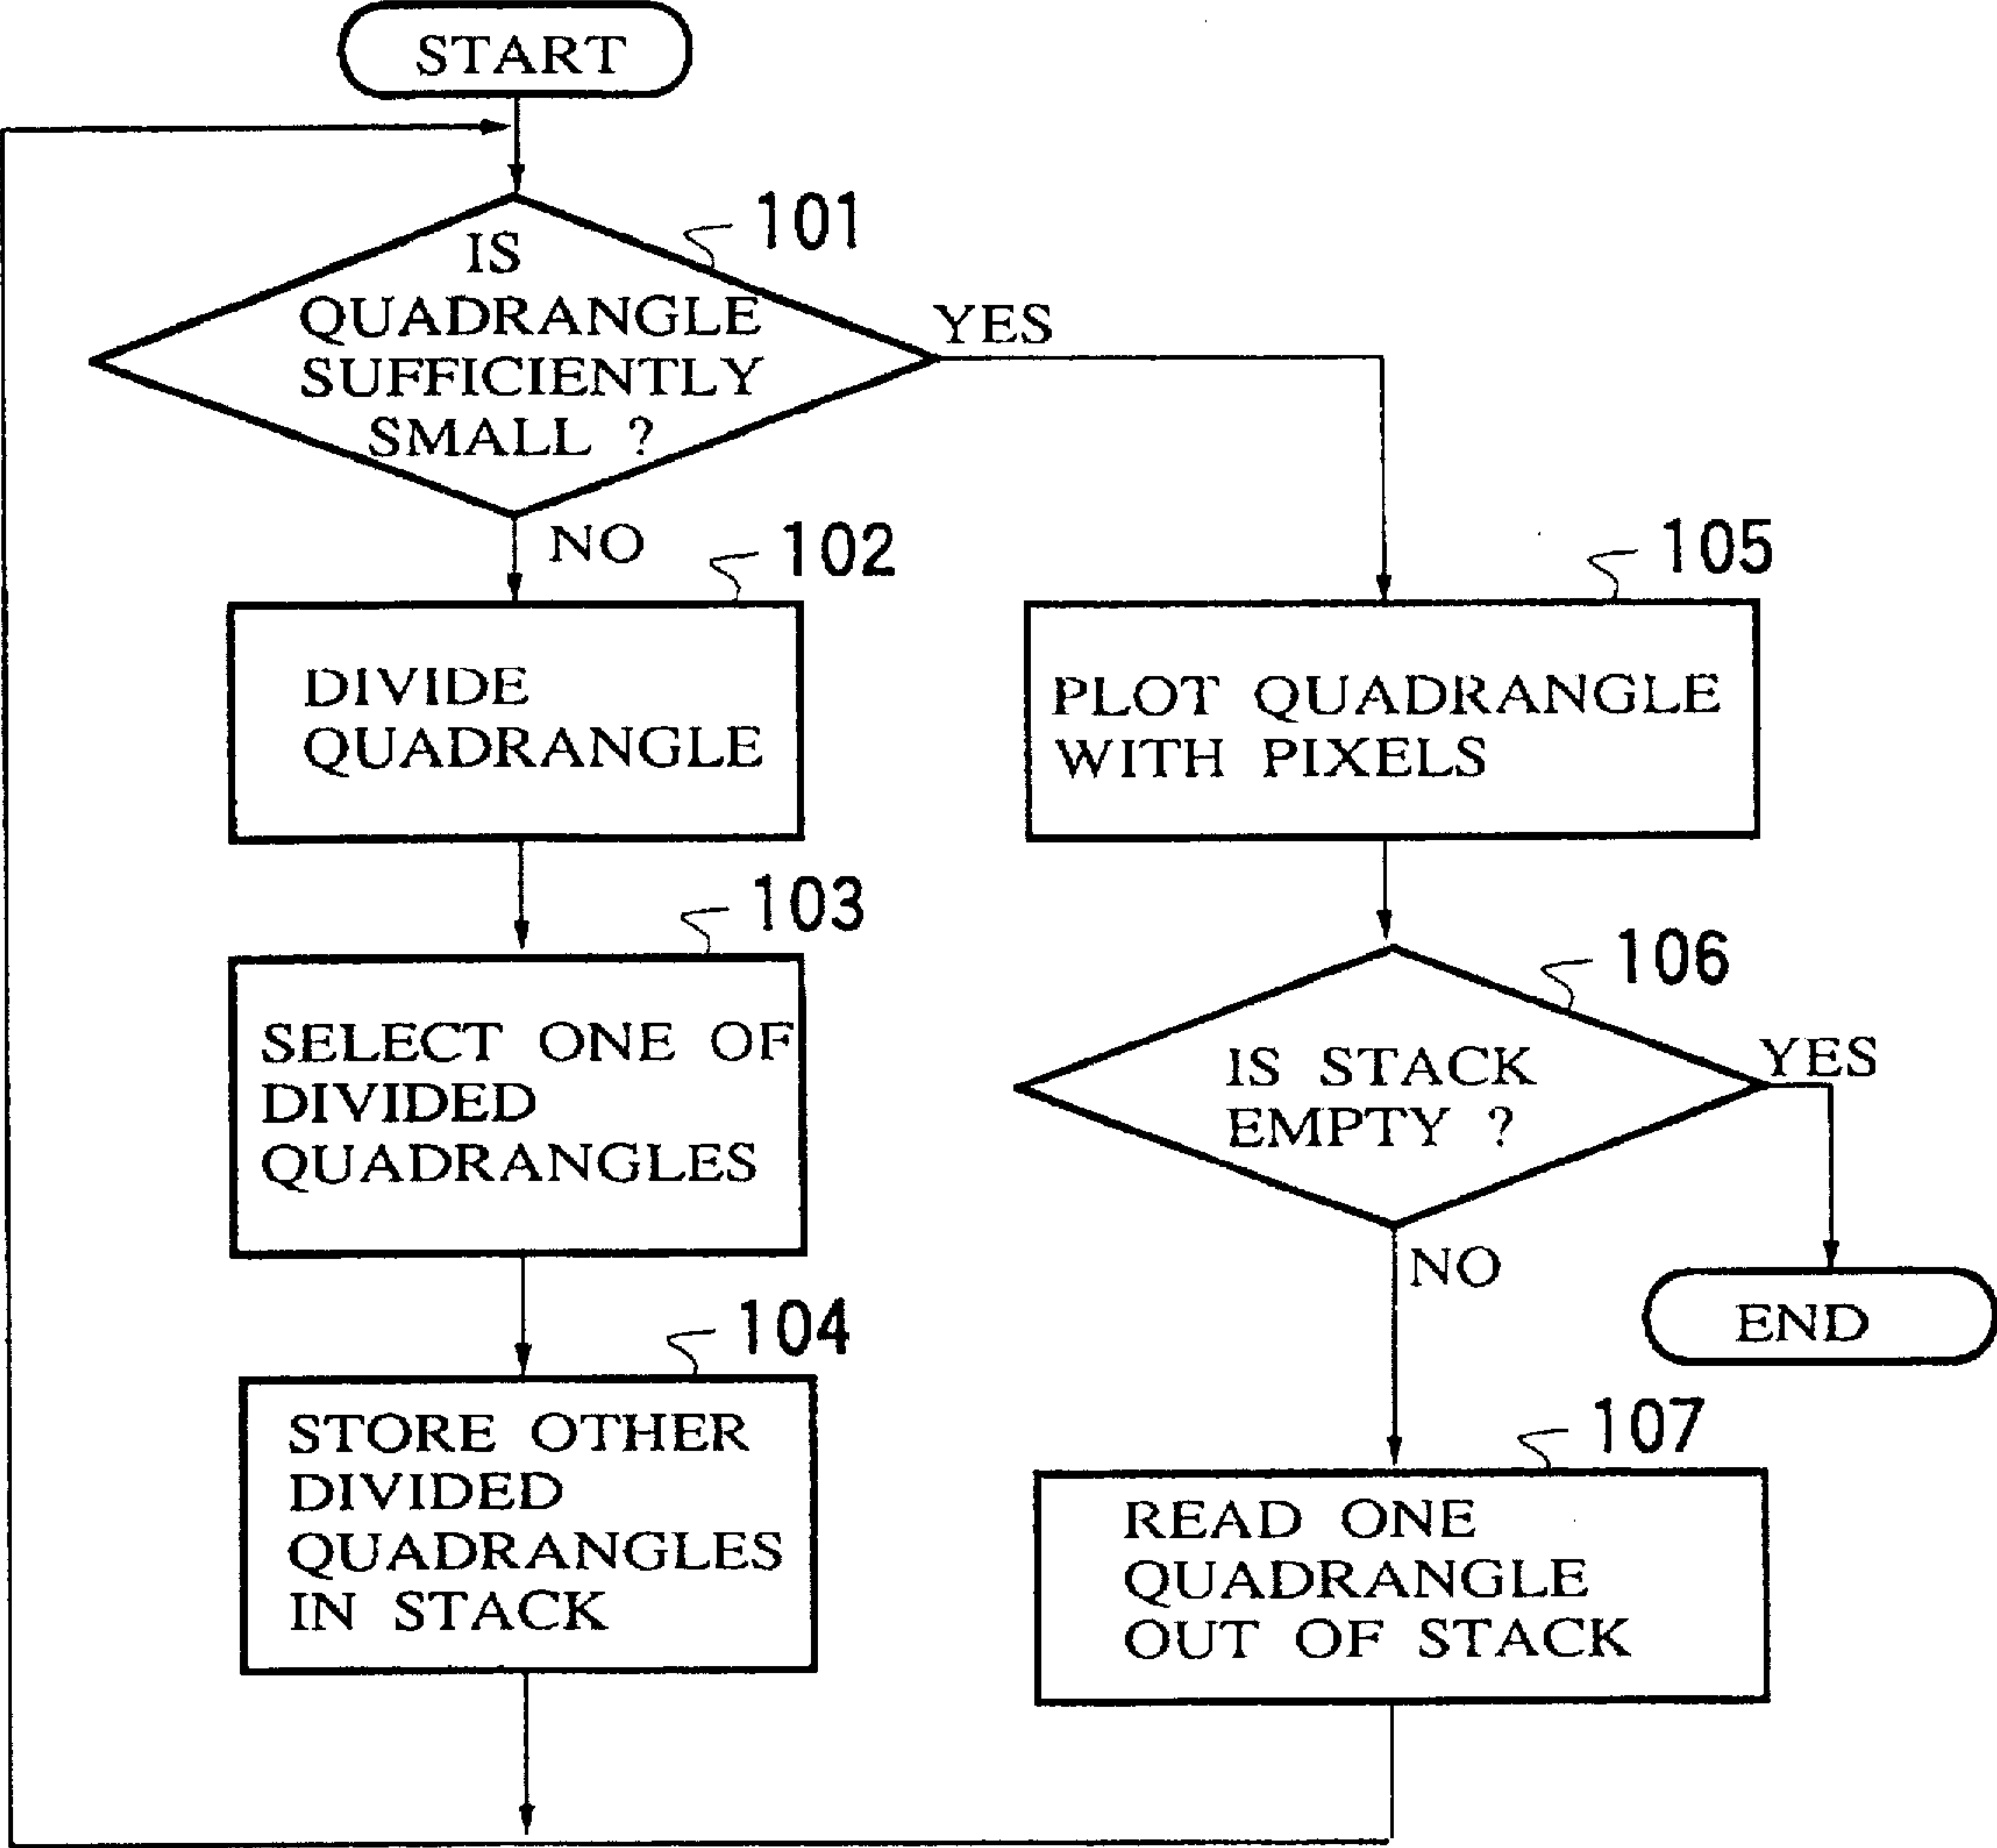 START
101
IS
QUADRANGLE
SUFFICIENTLY
SMALL ?
YES
NO
102
DIVIDE
QUADRANGLE
103
SELECT ONE OF
DIVIDED
QUADRANGLES
104
STORE OTHER
DIVIDED
QUADRANGLES
IN STACK
105
PLOT QUADRANGLE
WITH PIXELS
106
IS STACK
EMPTY ?
YES
END
NO
107
READ ONE
QUADRANGLE
OUT OF STACK